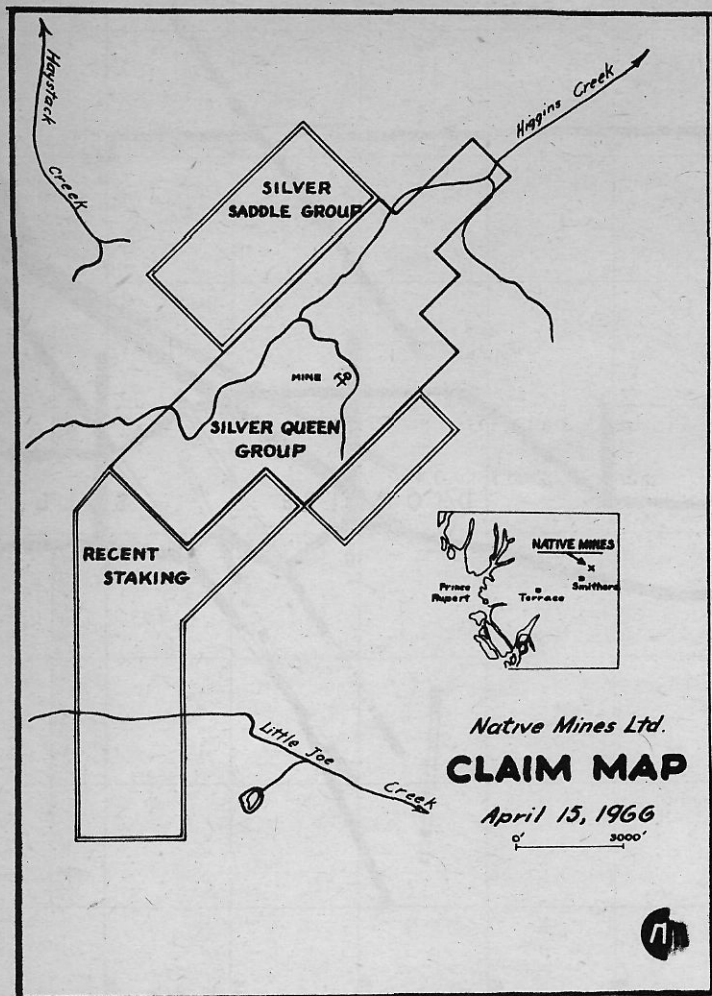 Haystack
Creek
Higgins Creek
SILVER
SADDLE GROUP
MINE
SILVER QUEEN
GROUP
RECENT
STAKING
NATIVE MINES
x
Prince
Rupert
Terrace
Smithers
Little Joe
Creek
Native Mines Ltd.
CLAIM MAP
April 15, 1966
0' 3000'